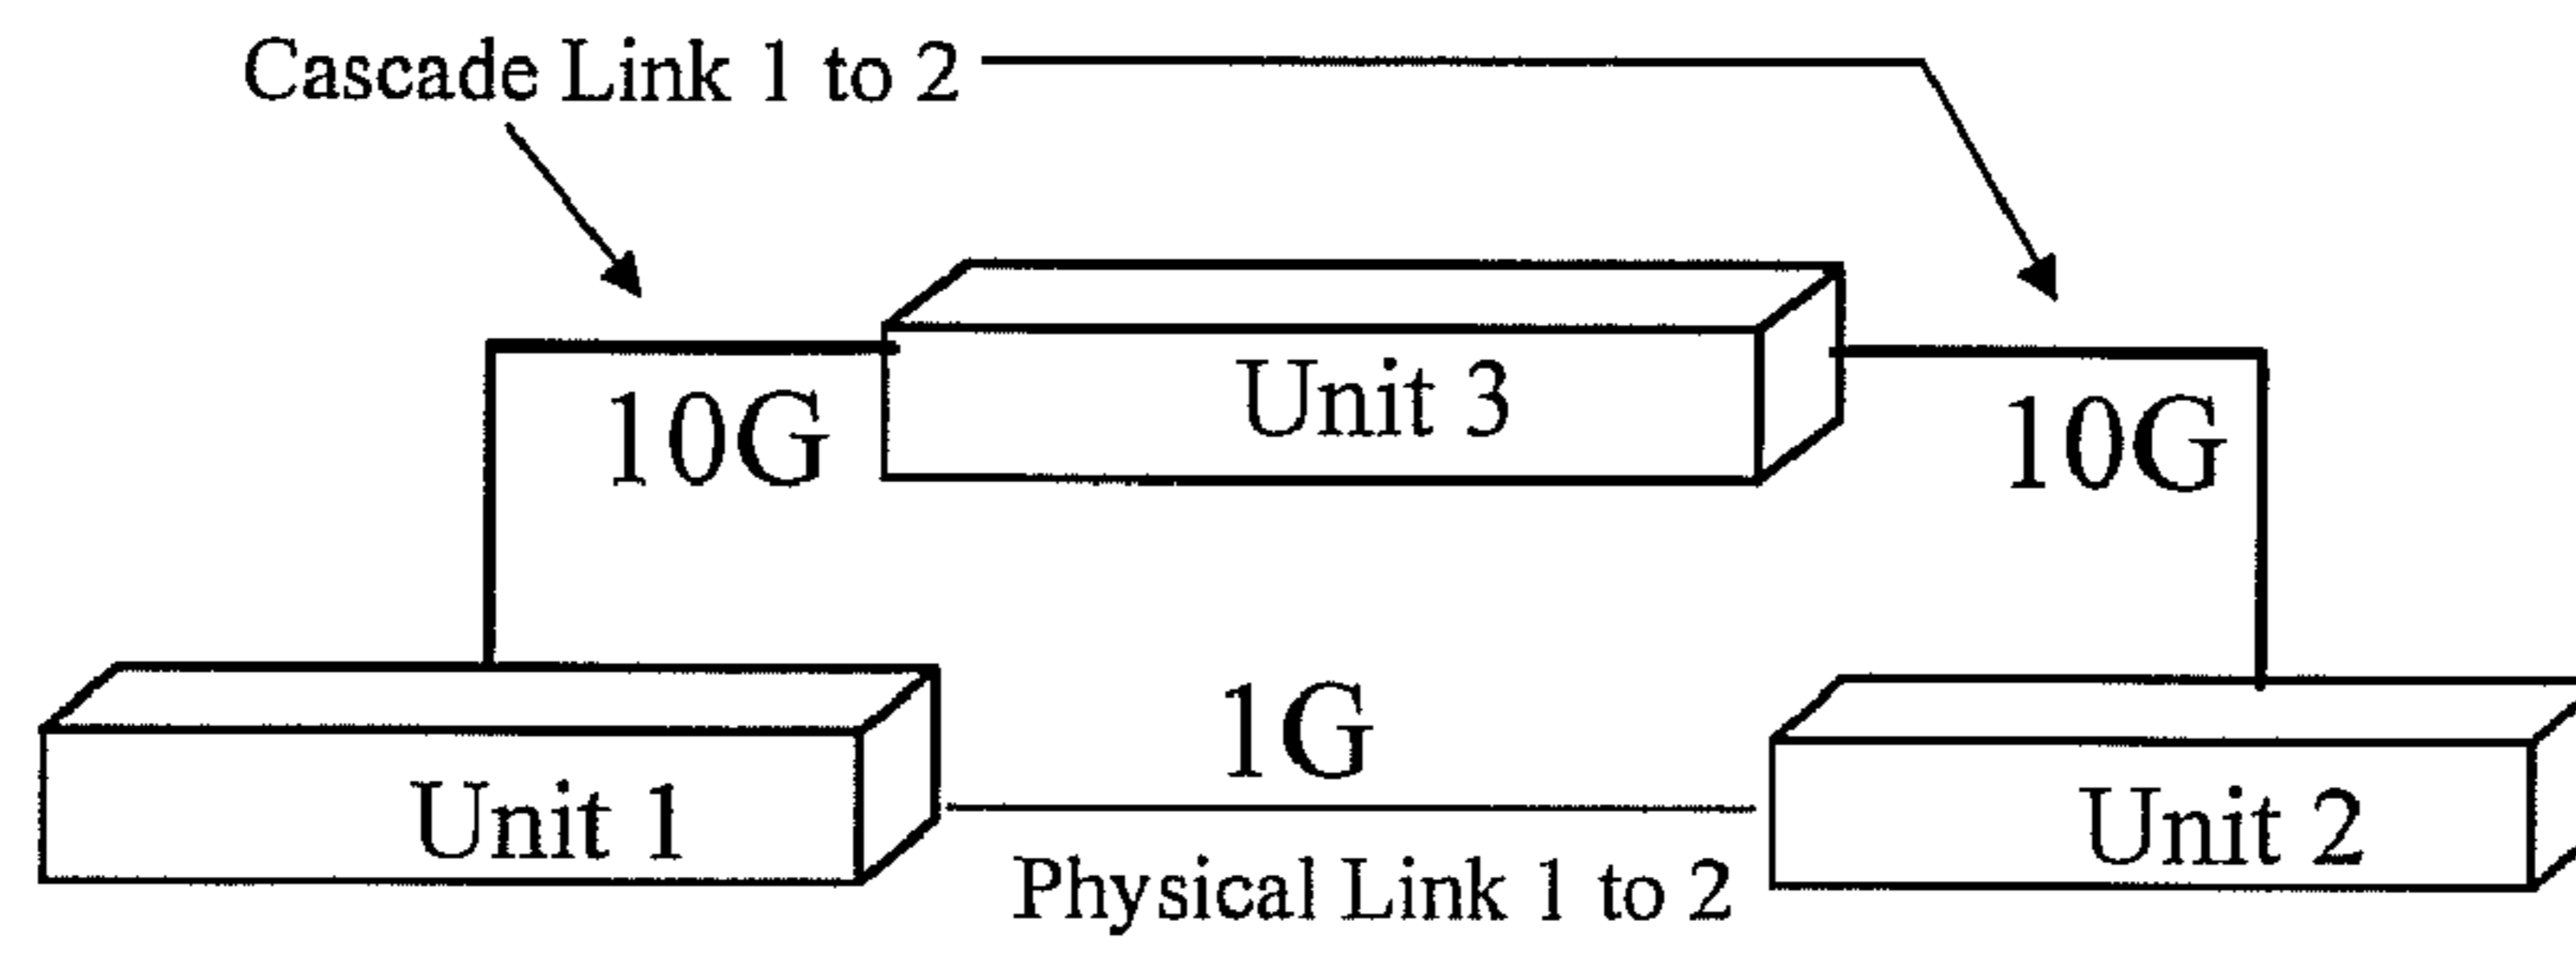 Cascade Link 1 to 2
Unit 3
10G
10G
1G
Unit 1
Unit 2
Physical Link 1 to 2